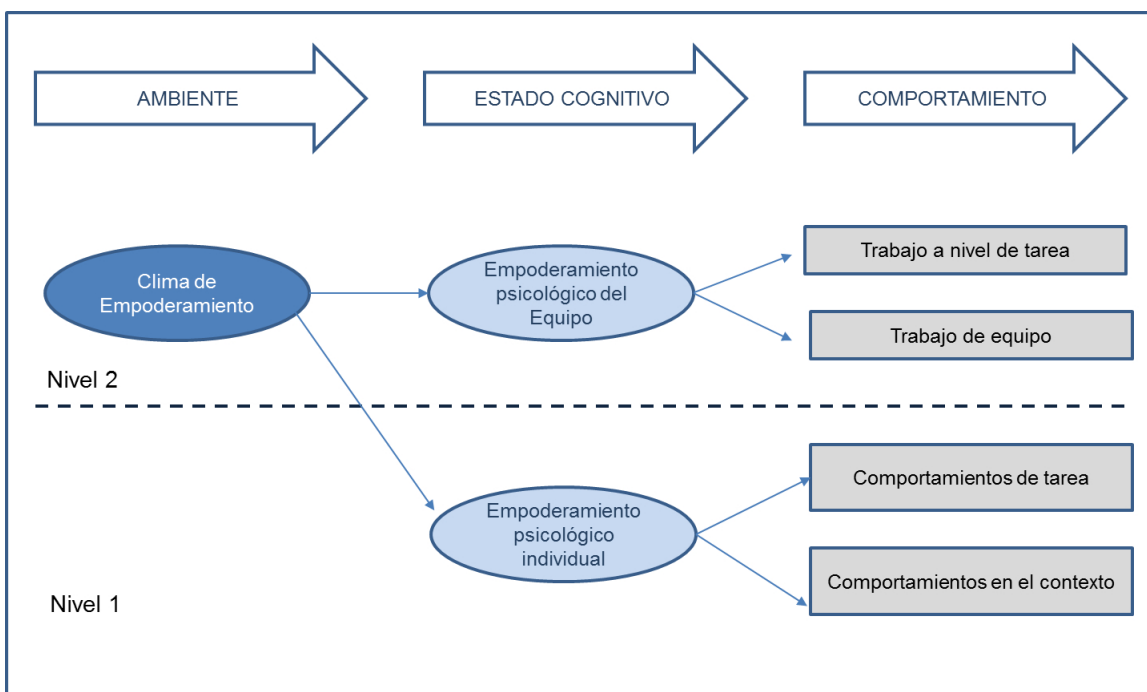 AMBIENTE
ESTADO COGNITIVO
COMPORTAMIENTO
Clima de
Empoderamiento
Empoderamiento
psicológico del
Equipo
Trabajo a nivel de tarea
Trabajo de equipo
Nivel 2
Empoderamiento
psicológico
individual
Comportamientos de tarea
Comportamientos en el contexto
Nivel 1